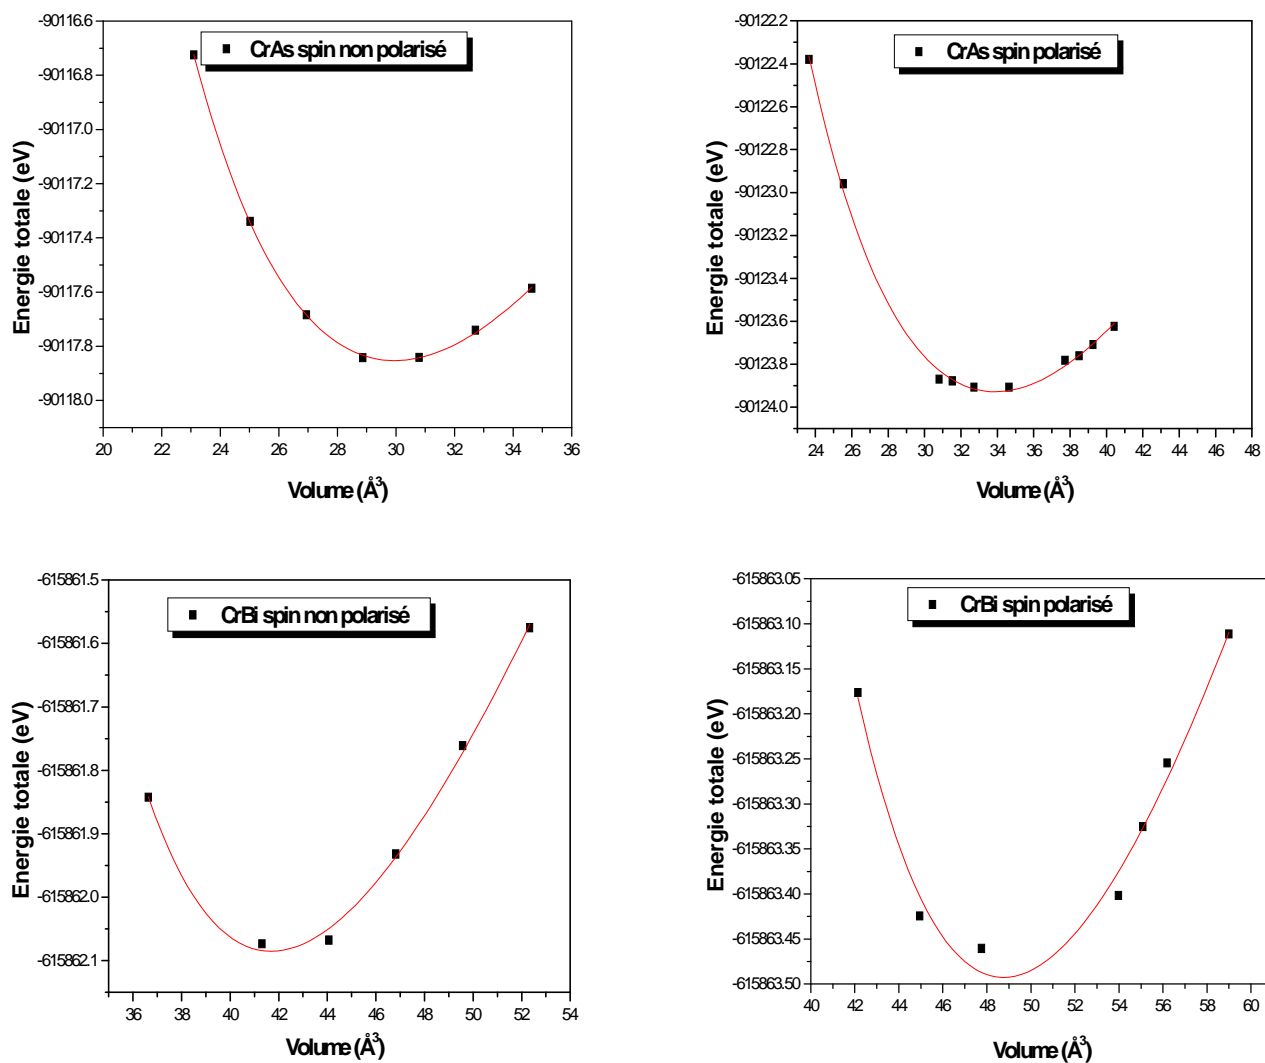 -90116.6
-90116.8
-90117.0
-90117.2
-90117.4
-90117.6
-90117.8
-90118.0
Energie totale (eV)
CrAs spin non polarisé
20 22 24 26 28 30 32 34 36
Volume (Å³)
-90122.2
-90122.4
-90122.6
-90122.8
-90123.0
-90123.2
-90123.4
-90123.6
-90123.8
-90124.0
Energie totale (eV)
CrAs spin polarisé
24 26 28 30 32 34 36 38 40 42 44 46 48
Volume (Å³)
-615861.5
-615861.6
-615861.7
-615861.8
-615861.9
-615862.0
-615862.1
Energie totale (eV)
CrBi spin non polarisé
36 38 40 42 44 46 48 50 52 54
Volume (Å³)
-615863.05
-615863.10
-615863.15
-615863.20
-615863.25
-615863.30
-615863.35
-615863.40
-615863.45
-615863.50
Energie totale (eV)
CrBi spin polarisé
40 42 44 46 48 50 52 54 56 58 60
Volume (Å³)